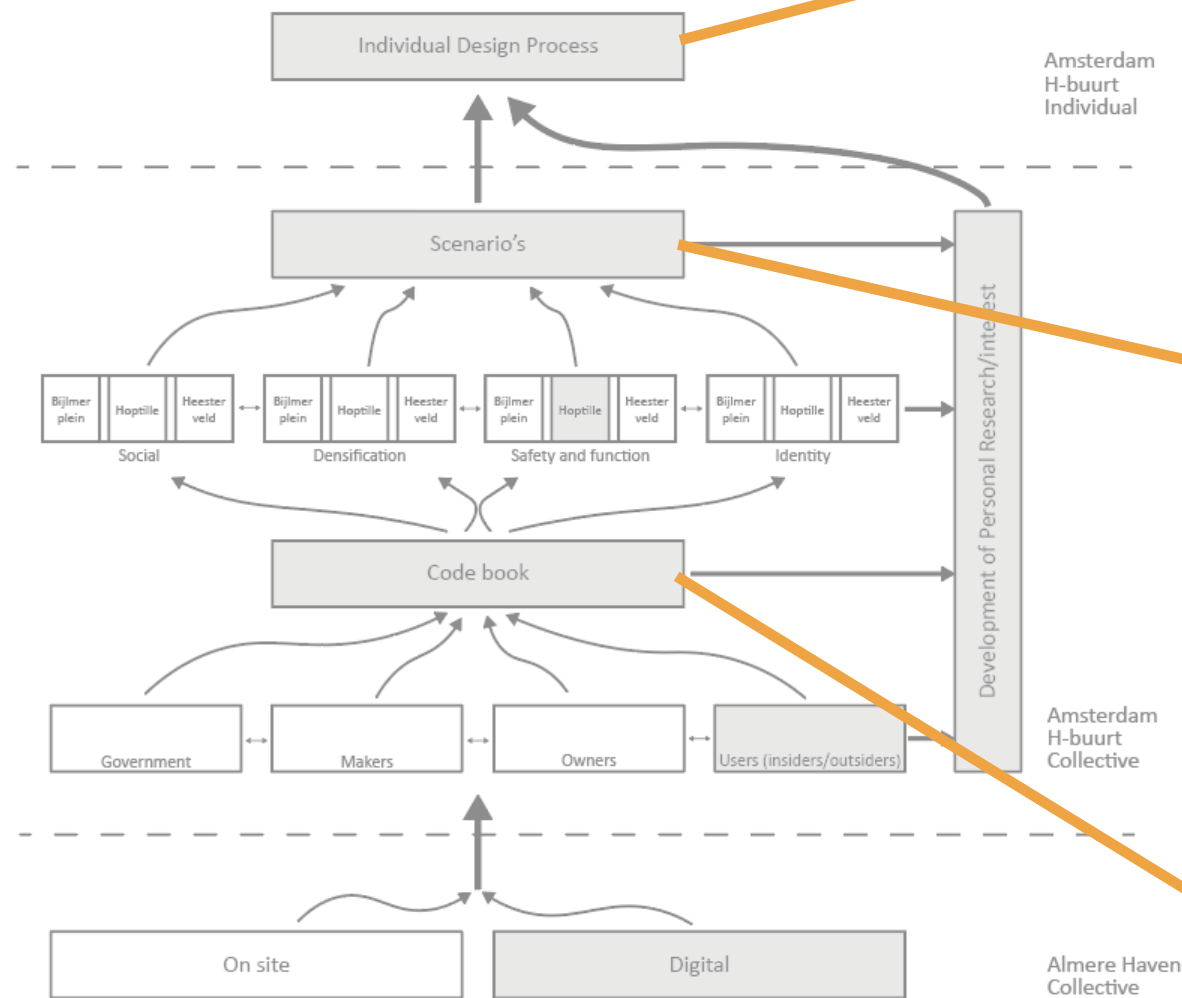 Individual Design Process
Amsterdam
H-buurt
Individual
Scenario's
Development of Personal Research/interest
Bijlmer
plein
Hoptille
Heester
veld
Bijlmer
plein
Hoptille
Heester
veld
Bijlmer
plein
Hoptille
Heester
veld
Bijlmer
plein
Hoptille
Heester
veld
Social
Densification
Safety and function
Identity
Code book
Government
Makers
Owners
Users (insiders/outsiders)
Amsterdam
H-buurt
Collective
On site
Digital
Almere Haven
Collective